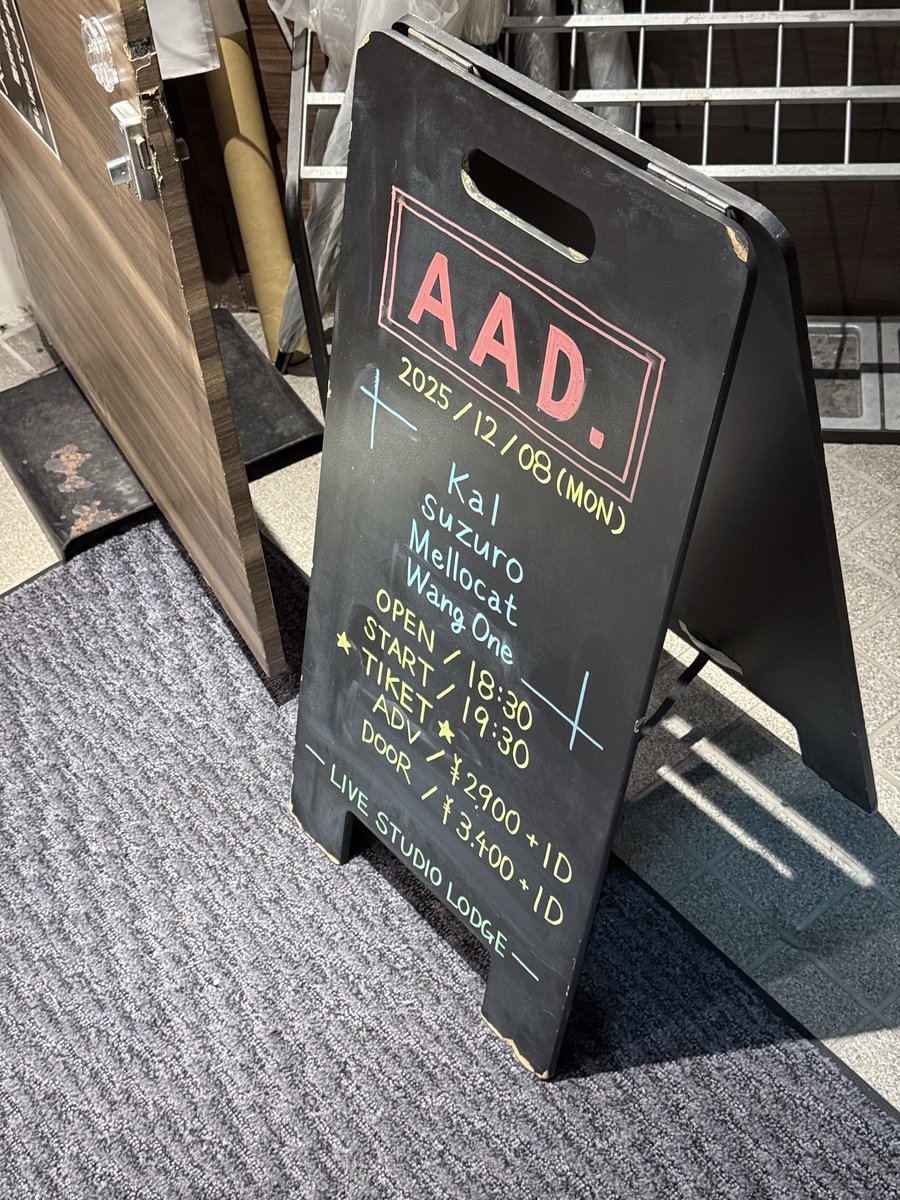 AAD.
2025/12/08(MON)
Kal
Suzuro
Mellocat
Wang One
OPEN / 18:30
START / 19:30
★ TIKET ★
ADV / ¥2.900 + 1D
DOOR / ¥3.400 + 1D
— LIVE STUDIO LODGE —